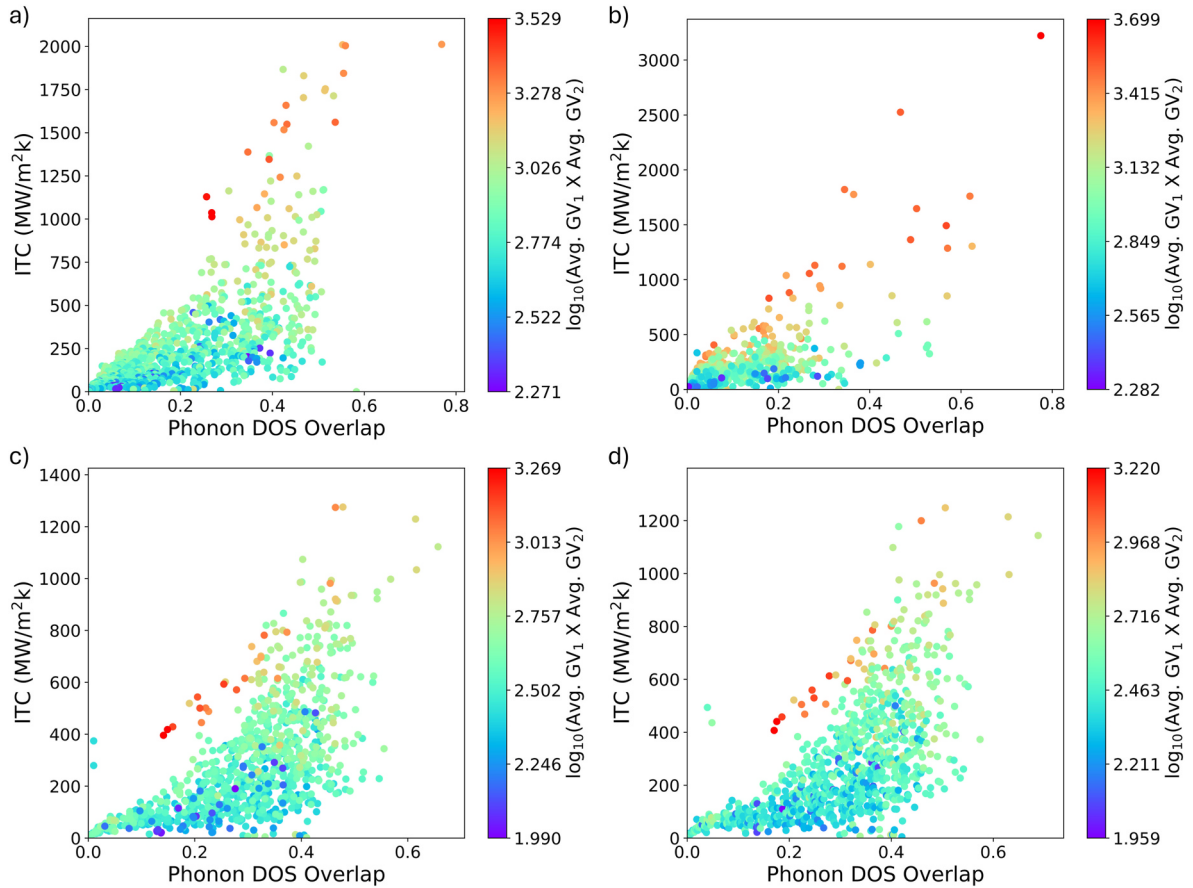 a)
ITC (MW/m²k)
2000
1750
1500
1250
1000
750
500
250
0
0.0 0.2 0.4 0.6 0.8
Phonon DOS Overlap
3.529
3.278
3.026
2.774
2.522
2.271
log₁₀(Avg. GV₁ X Avg. GV₂)
b)
ITC (MW/m²k)
3000
2500
2000
1500
1000
500
0
0.0 0.2 0.4 0.6 0.8
Phonon DOS Overlap
3.699
3.415
3.132
2.849
2.565
2.282
log₁₀(Avg. GV₁ X Avg. GV₂)
c)
ITC (MW/m²k)
1400
1200
1000
800
600
400
200
0
0.0 0.2 0.4 0.6
Phonon DOS Overlap
3.269
3.013
2.757
2.502
2.246
1.990
log₁₀(Avg. GV₁ X Avg. GV₂)
d)
ITC (MW/m²k)
1200
1000
800
600
400
200
0
0.0 0.2 0.4 0.6
Phonon DOS Overlap
3.220
2.968
2.716
2.463
2.211
1.959
log₁₀(Avg. GV₁ X Avg. GV₂)